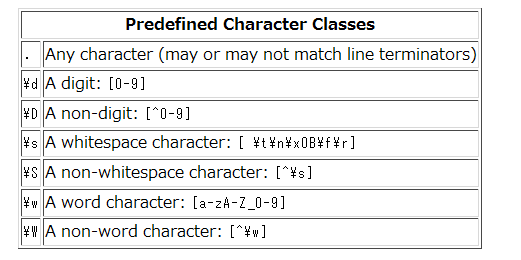 Predefined Character Classes
. Any character (may or may not match line terminators)
¥d A digit: [0-9]
¥D A non-digit: [^0-9]
¥s A whitespace character: [ ¥t¥n¥x0B¥f¥r]
¥S A non-whitespace character: [^¥s]
¥w A word character: [a-zA-Z_0-9]
¥W A non-word character: [^¥w]